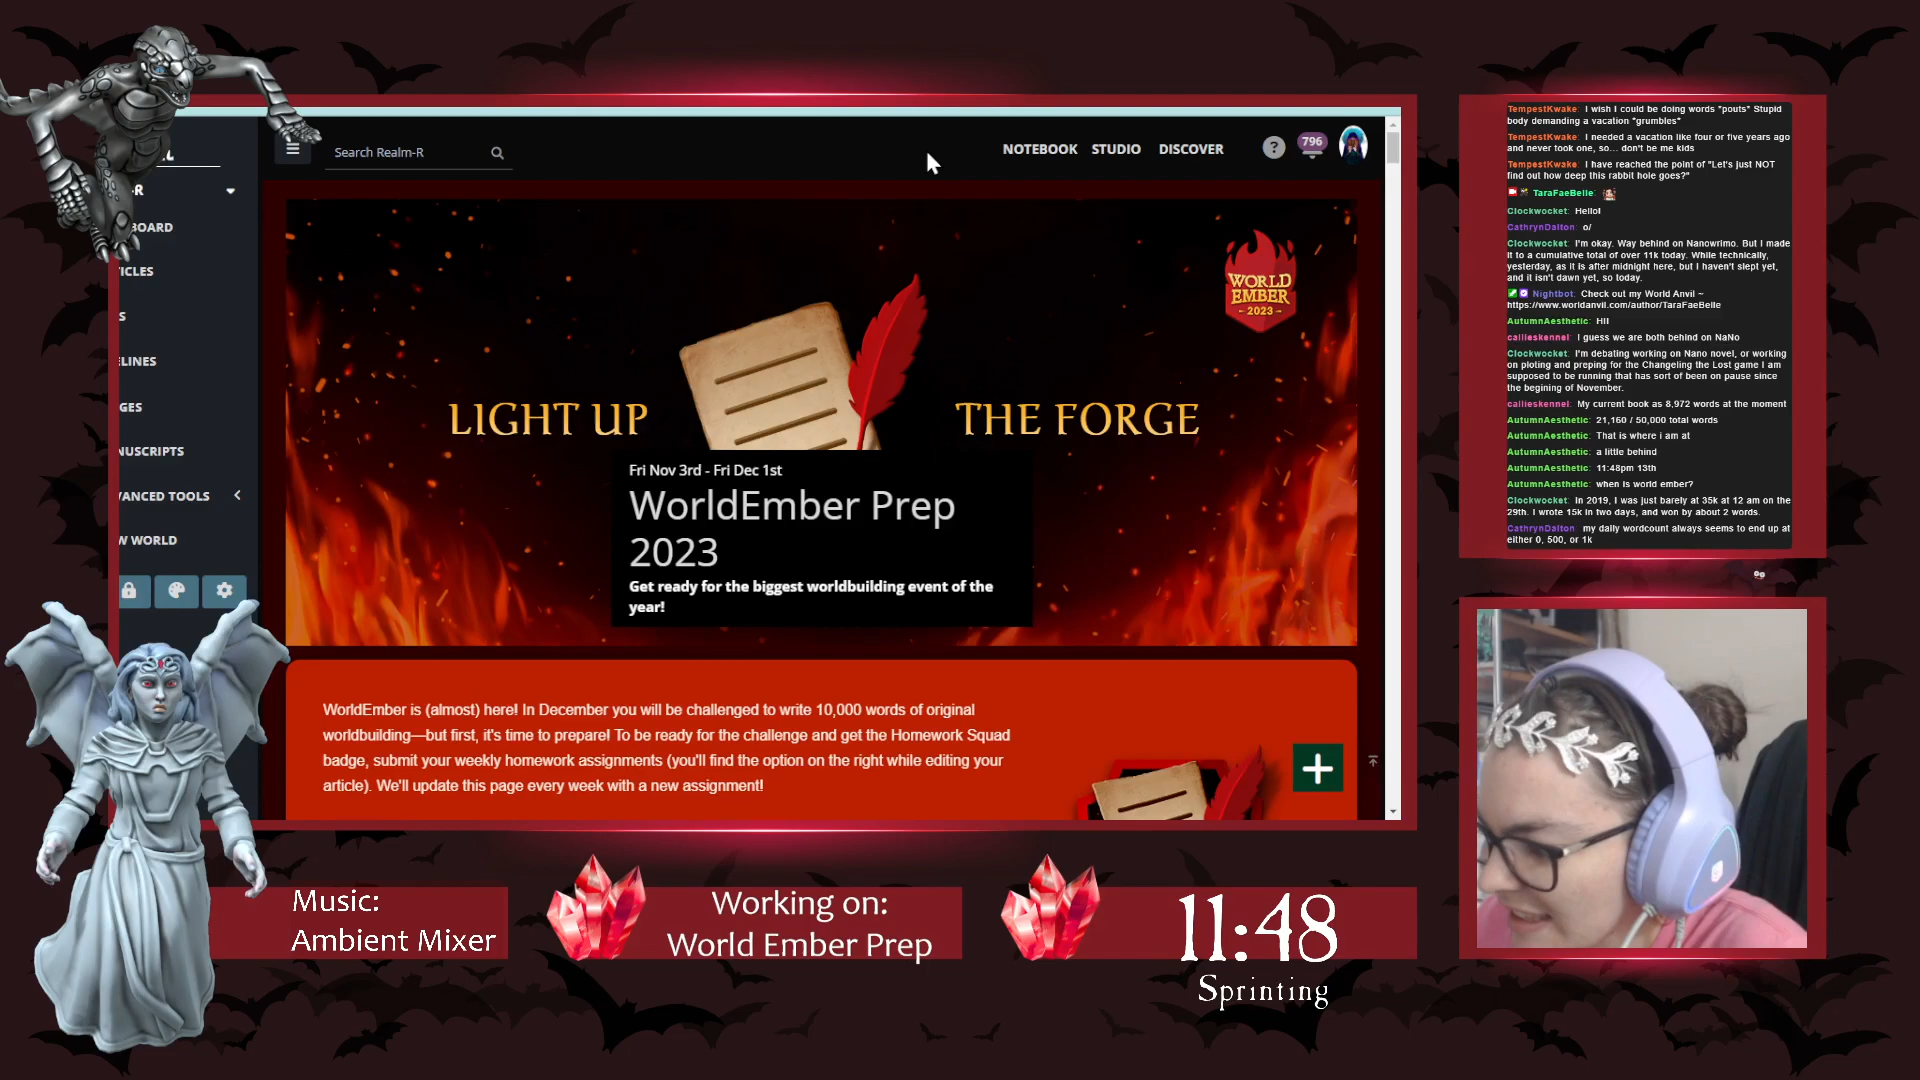 Search Realm-R
NOTEBOOK STUDIO DISCOVER
?
796
BOARD
ICLES
S
ELINES
GES
NUSCRIPTS
VANCED TOOLS
W WORLD
WORLD
EMBER
-2023-
LIGHT UP THE FORGE
Fri Nov 3rd - Fri Dec 1st
WorldEmber Prep
2023
Get ready for the biggest worldbuilding event of the
year!
WorldEmber is (almost) here! In December you will be challenged to write 10,000 words of original
worldbuilding—but first, it's time to prepare! To be ready for the challenge and get the Homework Squad
badge, submit your weekly homework assignments (you'll find the option on the right while editing your
article). We'll update this page every week with a new assignment!
Music:
Ambient Mixer
Working on:
World Ember Prep
11:48
Sprinting
TempestKwake: I wish I could be doing words *pouts* Stupid
body demanding a vacation *grumbles*
TempestKwake: I needed a vacation like four or five years ago
and never took one, so... don't be me kids
TempestKwake: I have reached the point of "Let's just NOT
find out how deep this rabbit hole goes?"
TaraFaeBelle:
Clockwocket: Hello!
CathrynDalton: o/
Clockwocket: I'm okay. Way behind on Nanowrimo. But I made
it to a cumulative total of over 11k today. While technically,
yesterday, as it is after midnight here, but I haven't slept yet,
and it isn't dawn yet, so today.
Nightbot: Check out my World Anvil ~
https://www.worldanvil.com/author/TaraFaeBelle
AutumnAesthetic: HII
callieskennel: I guess we are both behind on NaNo
Clockwocket: I'm debating working on Nano novel, or working
on ploting and preping for the Changeling the Lost game I am
supposed to be running that has sort of been on pause since
the begining of November.
callieskennel: My current book as 8,972 words at the moment
AutumnAesthetic: 21,160 / 50,000 total words
AutumnAesthetic: That is where i am at
AutumnAesthetic: a little behind
AutumnAesthetic: 11:48pm 13th
AutumnAesthetic: when is world ember?
Clockwocket: In 2019, I was just barely at 35k at 12 am on the
29th. I wrote 15k in two days, and won by about 2 words.
CathrynDalton: my daily wordcount always seems to end up at
either 0, 500, or 1k